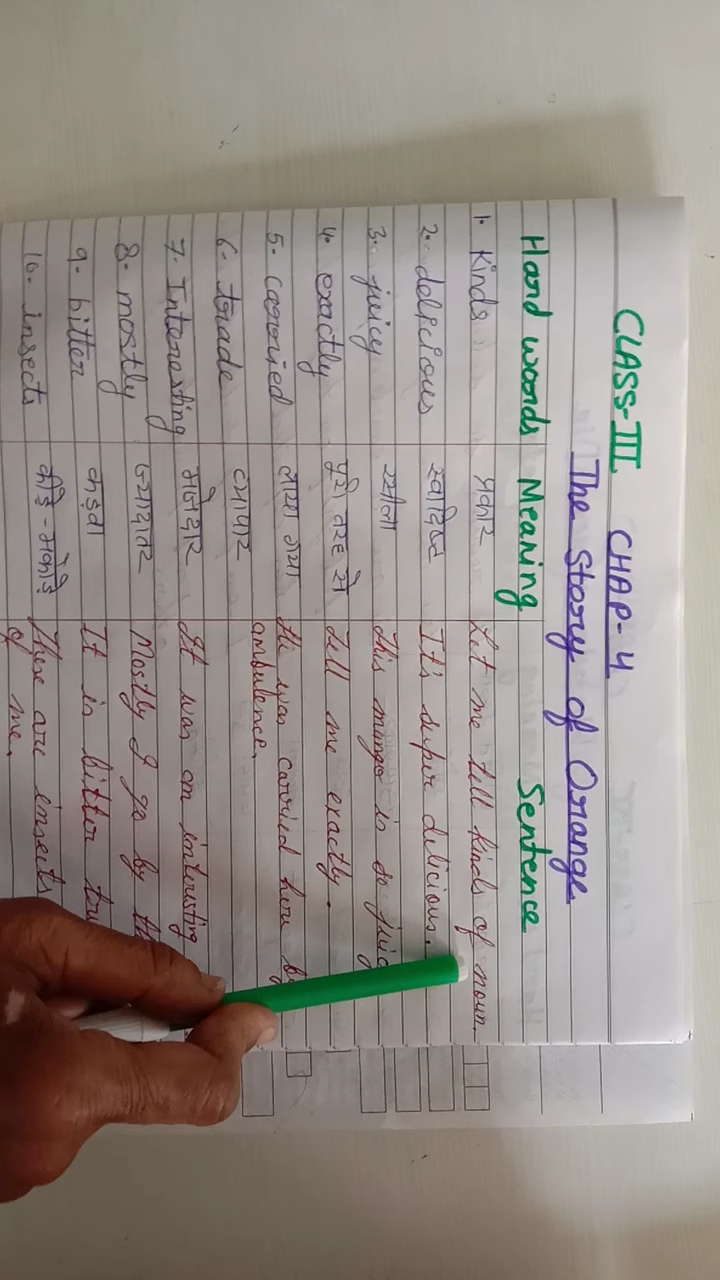 CLASS-III CHAP-4
The Story of Orange
Hard words Meaning Sentence
1. Kinds प्रकार Let me tell kinds of noun.
2. delicious स्वादिष्ट It's super delicious.
3. juicy रसीला This mango is so
4. exactly पूरी तरह से Tell me exactly.
5. carried लाया गया He was carried here by
ambulence.
6. trade व्यापार
7. Interesting मजेदार It was an interesting
8. mostly ज्यादातर Mostly I go by
9. bitter कड़वा It is bitter
10. insects कीड़े-मकोड़े There are insects
of me.